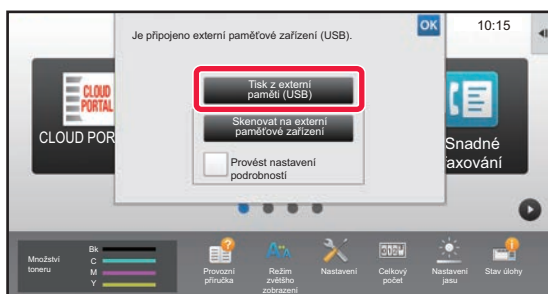 Je připojeno externí paměťové zařízení (USB).
OK
10:15
Tisk z externí
paměti (USB)
Skenovat na externí
paměťové zařízení
Provést nastavení
podrobností
CLOUD
PORTAL
CLOUD POR
Snadné
faxování
Množství
toneru
Bk
C
M
Y
Provozní
příručka
Režim
zvětšího
zobrazení
Nastavení
Celkový
počet
Nastavení
jasu
Stav úlohy